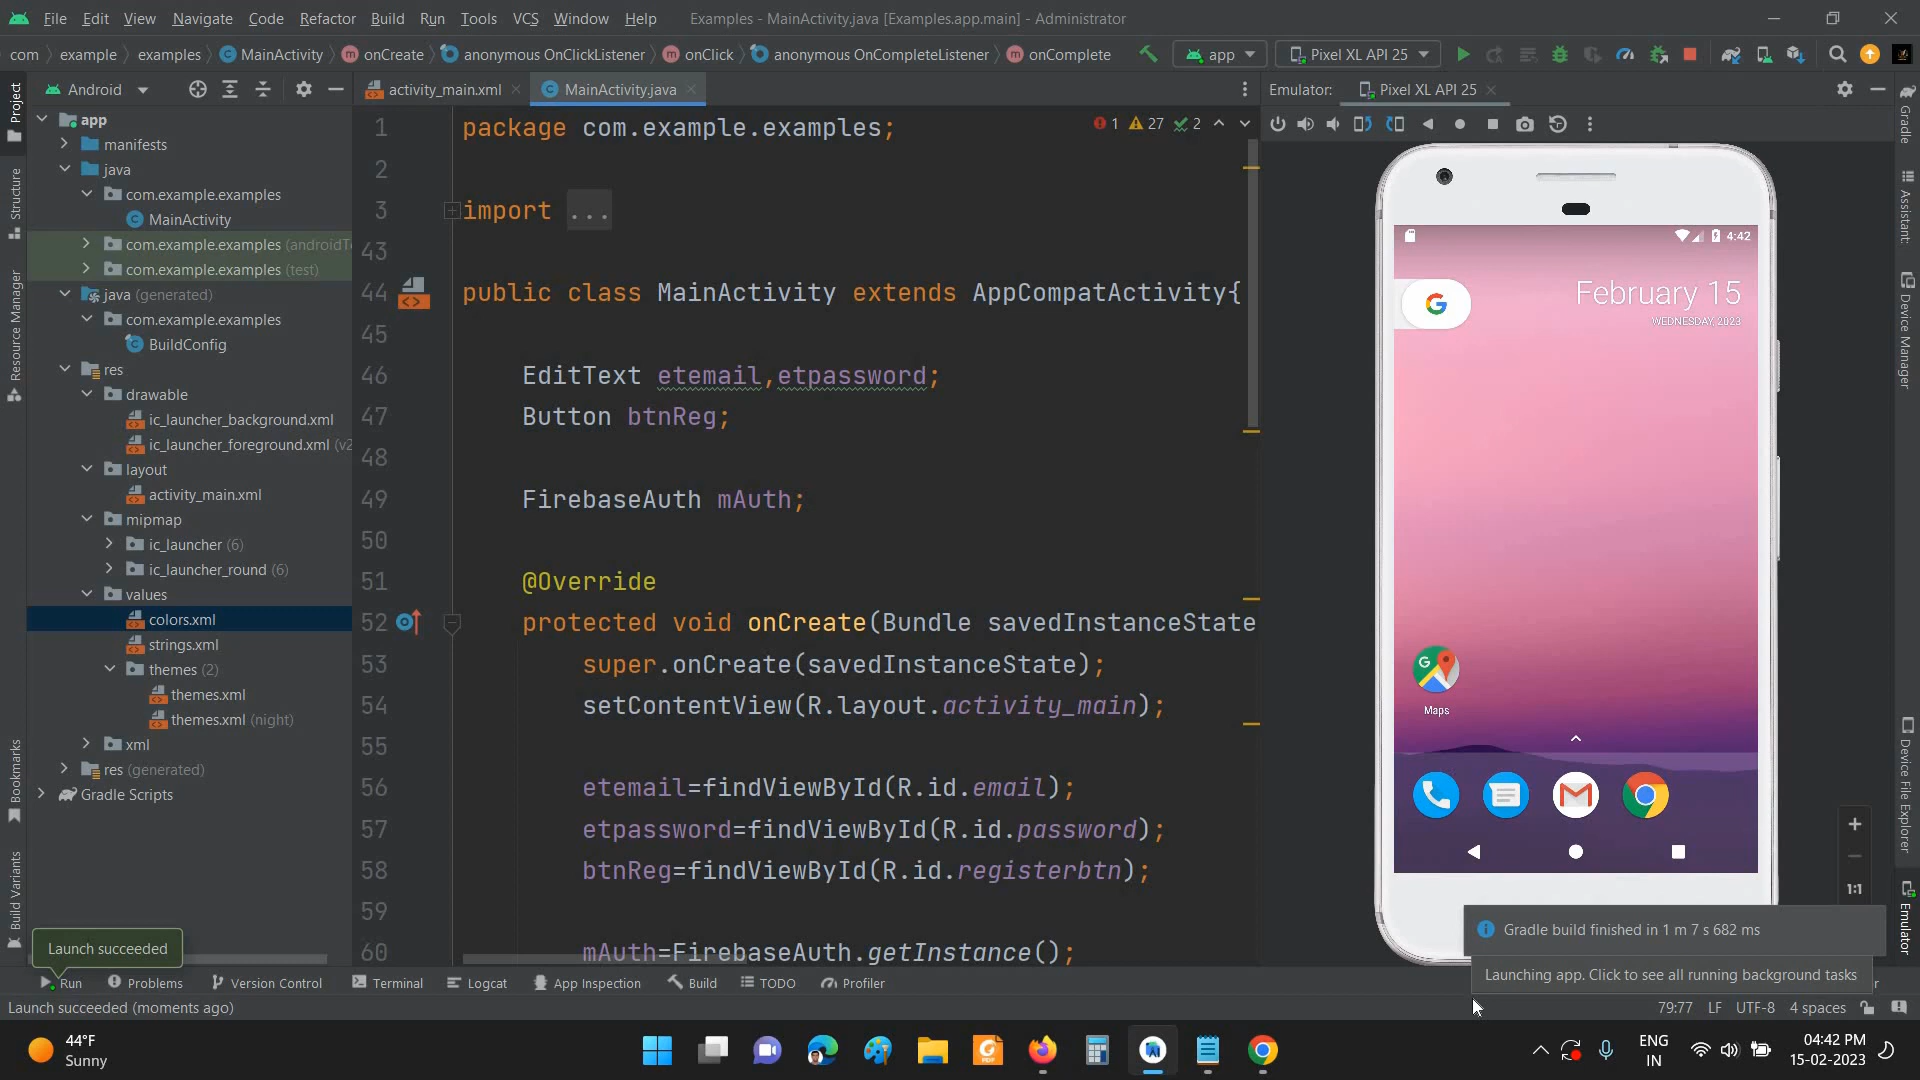 File Edit View Navigate Code Refactor Build Run Tools VCS Window Help Examples - MainActivity.java [Examples.app.main] - Administrator
com example examples MainActivity onCreate anonymous OnClickListener onClick anonymous OnCompleteListener onComplete app Pixel XL API 25
Project
Structure
Resource Manager
Bookmarks
Build Variants
Android
app
manifests
java
com.example.examples
MainActivity
com.example.examples (androidTe
com.example.examples (test)
java (generated)
com.example.examples
BuildConfig
res
drawable
ic_launcher_background.xml
ic_launcher_foreground.xml (v2
layout
activity_main.xml
mipmap
ic_launcher (6)
ic_launcher_round (6)
values
colors.xml
strings.xml
themes (2)
themes.xml
themes.xml (night)
xml
res (generated)
Gradle Scripts
Launch succeeded
activity_main.xml MainActivity.java
1 27 2
1 package com.example.examples;
2
3 import ...
43
44 public class MainActivity extends AppCompatActivity{
45
46 EditText etemail,etpassword;
47 Button btnReg;
48
49 FirebaseAuth mAuth;
50
51 @Override
52 protected void onCreate(Bundle savedInstanceState
53 super.onCreate(savedInstanceState);
54 setContentView(R.layout.activity_main);
55
56 etemail=findViewById(R.id.email);
57 etpassword=findViewById(R.id.password);
58 btnReg=findViewById(R.id.registerbtn);
59
60 mAuth=FirebaseAuth.getInstance();
Emulator: Pixel XL API 25
4:42
February 15
WEDNESDAY, 2023
Maps
1:1
Gradle
Assistant:
Device Manager
Device File Explorer
Emulator
Gradle build finished in 1 m 7 s 682 ms
Launching app. Click to see all running background tasks
Run Problems Version Control Terminal Logcat App Inspection Build TODO Profiler
Launch succeeded (moments ago) 79:77 LF UTF-8 4 spaces
44°F
Sunny
ENG
IN
04:42 PM
15-02-2023